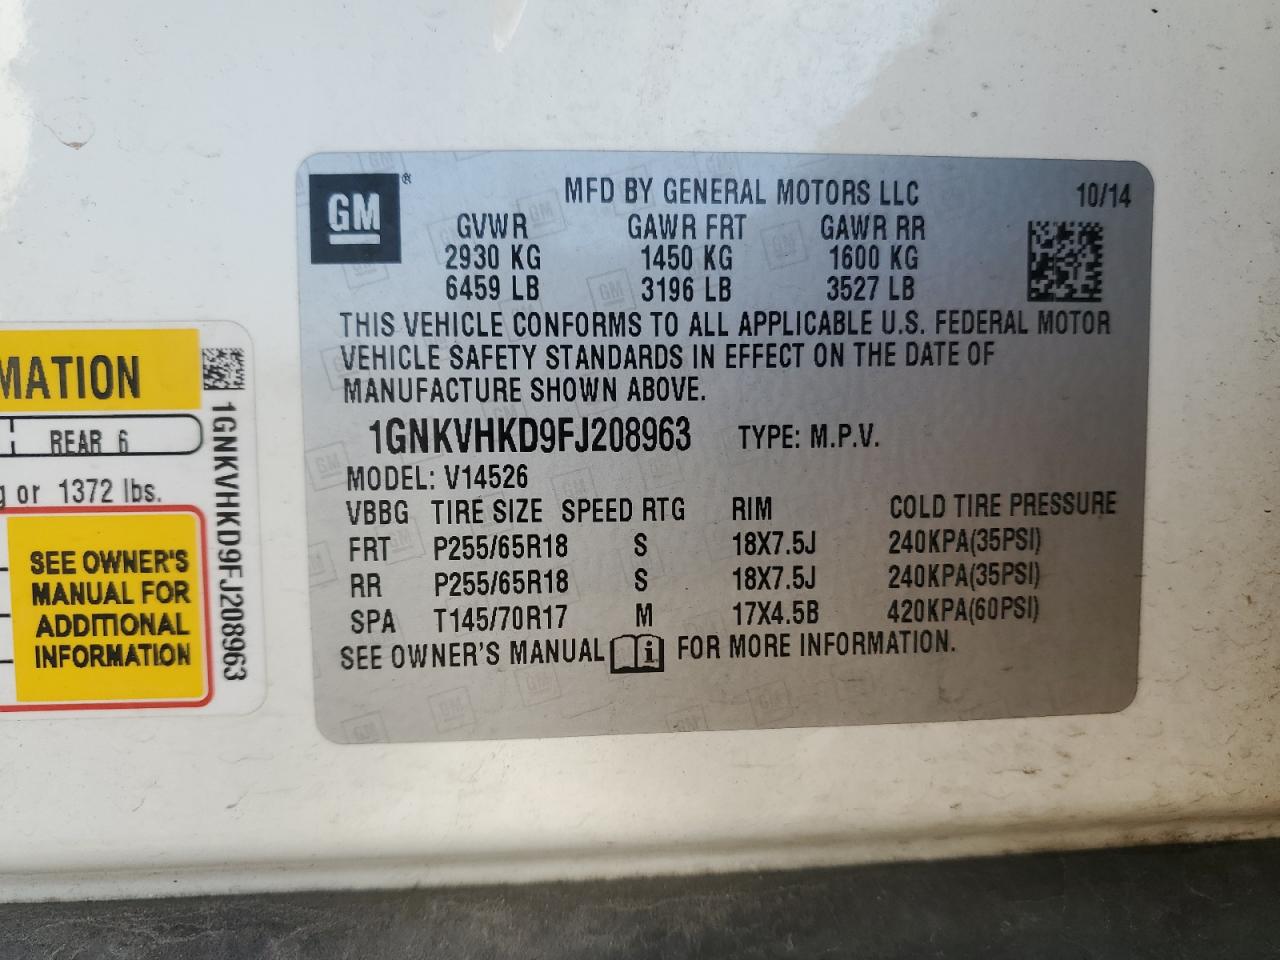 GM ®
MFD BY GENERAL MOTORS LLC 10/14
GVWR GAWR FRT GAWR RR
2930 KG 1450 KG 1600 KG
6459 LB 3196 LB 3527 LB
THIS VEHICLE CONFORMS TO ALL APPLICABLE U.S. FEDERAL MOTOR
VEHICLE SAFETY STANDARDS IN EFFECT ON THE DATE OF
MANUFACTURE SHOWN ABOVE.
1GNKVHKD9FJ208963 TYPE: M.P.V.
MODEL: V14526
VBBG TIRE SIZE SPEED RTG RIM COLD TIRE PRESSURE
FRT P255/65R18 S 18X7.5J 240KPA(35PSI)
RR P255/65R18 S 18X7.5J 240KPA(35PSI)
SPA T145/70R17 M 17X4.5B 420KPA(60PSI)
SEE OWNER'S MANUAL i FOR MORE INFORMATION.
MATION
REAR 6
g or 1372 lbs.
SEE OWNER'S
MANUAL FOR
ADDITIONAL
INFORMATION
1GNKVHKD9FJ208963